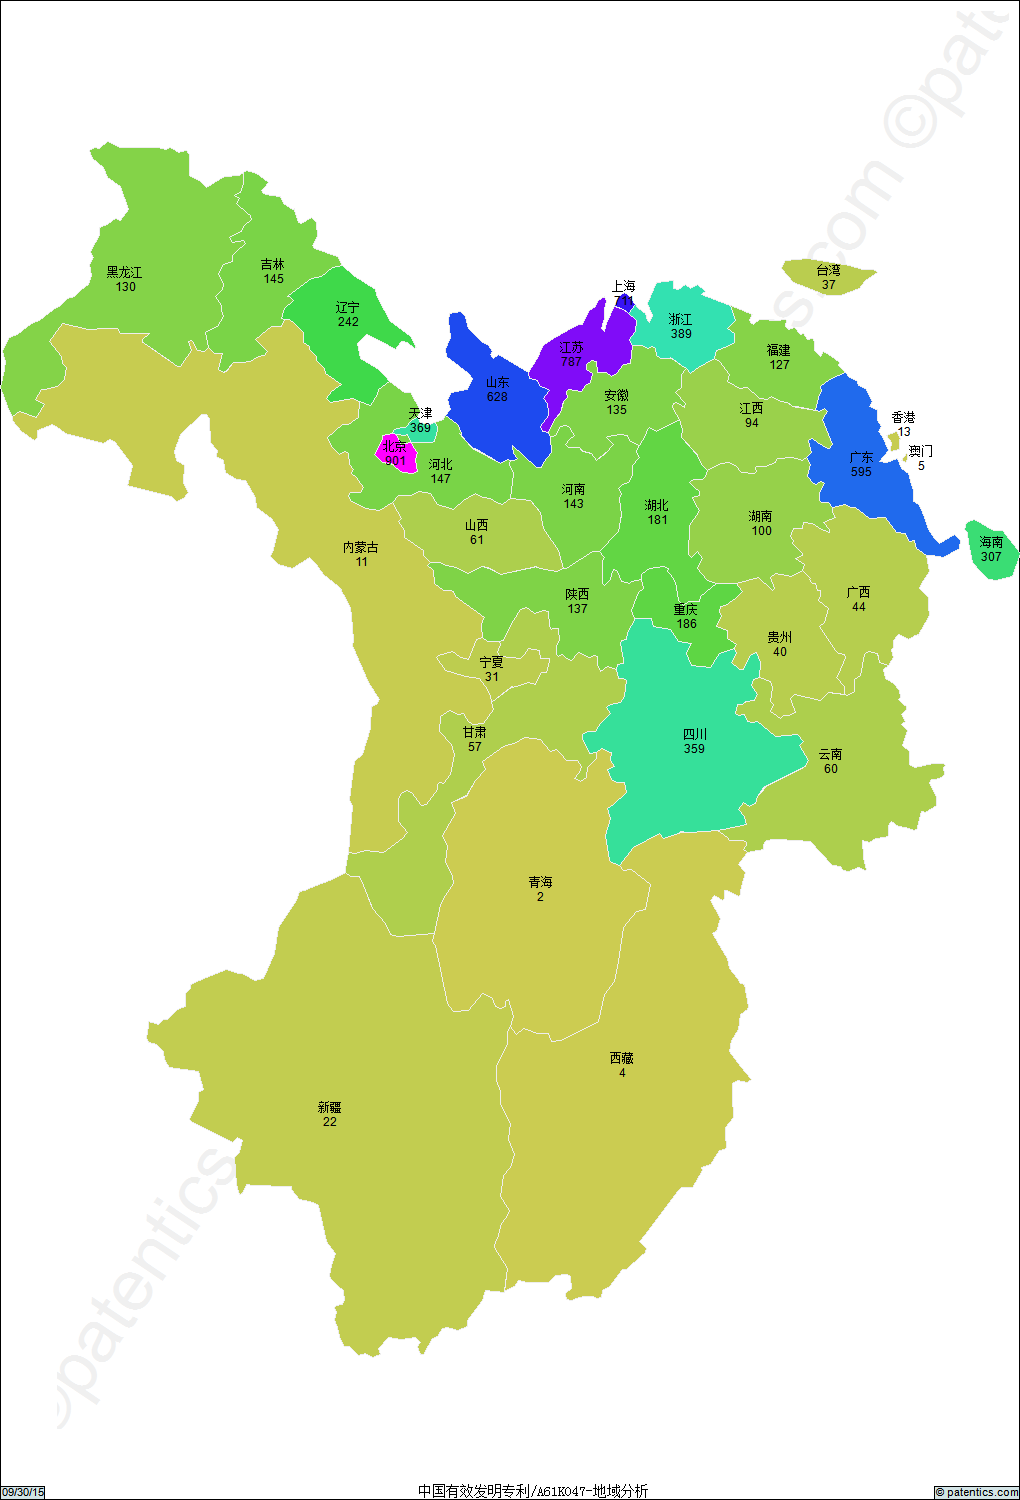 ©patentics.com ©pate
黑龙江
130
吉林
145
辽宁
242
台湾
37
上海
711
浙江
389
江苏
787
福建
127
山东
628
安徽
135
江西
94
天津
369
香港
13
澳门
5
北京
901
河北
147
广东
595
河南
143
湖北
181
湖南
100
山西
61
海南
307
内蒙古
11
陕西
137
重庆
186
广西
44
贵州
40
宁夏
31
甘肃
57
四川
359
云南
60
青海
2
西藏
4
新疆
22
09/30/15
中国有效发明专利/A61K047-地域分析
© patentics.com